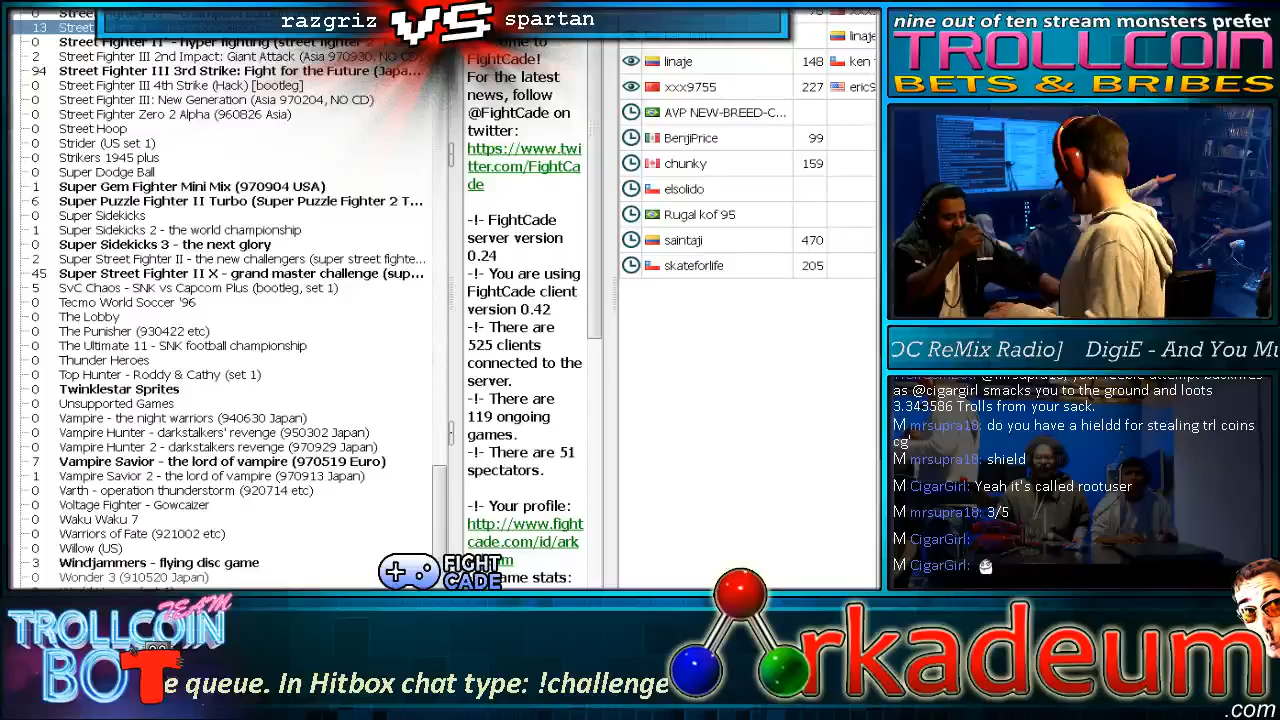 razgriz VS spartan
13 Street
0 Street Fighter II' - hyper fighting (street fighter 2
2 Street Fighter III 2nd Impact: Giant Attack (Asia 970930, NO CD)
94 Street Fighter III 3rd Strike: Fight for the Future (Japa...
0 Street Fighter III 4th Strike (Hack) [bootleg]
0 Street Fighter III: New Generation (Asia 970204, NO CD)
0 Street Fighter Zero 2 Alpha (960826 Asia)
0 Street Hoop
0 Strider (US set 1)
0 Strikers 1945 plus
0 Super Dodge Ball
1 Super Gem Fighter Mini Mix (970904 USA)
6 Super Puzzle Fighter II Turbo (Super Puzzle Fighter 2 T...
0 Super Sidekicks
1 Super Sidekicks 2 - the world championship
0 Super Sidekicks 3 - the next glory
2 Super Street Fighter II - the new challengers (super street fighte...
45 Super Street Fighter II X - grand master challenge (sup...
5 SVC Chaos - SNK vs Capcom Plus (bootleg, set 1)
0 Tecmo World Soccer '96
0 The Lobby
0 The Punisher (930422 etc)
0 The Ultimate 11 - SNK football championship
0 Thunder Heroes
0 Top Hunter - Roddy & Cathy (set 1)
0 Twinklestar Sprites
0 Unsupported Games
0 Vampire - the night warriors (940630 Japan)
0 Vampire Hunter - darkstalkers' revenge (950302 Japan)
0 Vampire Hunter 2 - darkstalkers revenge (970929 Japan)
7 Vampire Savior - the lord of vampire (970519 Euro)
1 Vampire Savior 2 - the lord of vampire (970913 Japan)
0 Varth - operation thunderstorm (920714 etc)
0 Voltage Fighter - Gowcaizer
0 Waku Waku 7
0 Warriors of Fate (921002 etc)
0 Willow (US)
3 Windjammers - flying disc game
0 Wonder 3 (910520 Japan)
FightCade!
For the latest
news, follow
@FightCade on
twitter:
https://www.twi
tter.com/FightCa
de
-!- FightCade
server version
0.24
-!- You are using
FightCade client
version 0.42
-!- There are
525 clients
connected to the
server.
-!- There are
119 ongoing
games.
-!- There are 51
spectators.
-!- Your profile:
http://www.fight
cade.com/id/ark
m
ame stats:
FIGHT
CADE
linaje
linaje 148 ken
xxx9755 227 eric
AVP NEW-BREED-C...
BeniPrice 99
chunky 159
elsolido
Rugal kof 95
saintaji 470
skateforlife 205
nine out of ten stream monsters prefer
TROLLCOIN
BETS & BRIBES
OC ReMix Radio] DigiE - And You Mu
as @cigargirl smacks you to the ground and loots
3.343586 Trolls from your sack.
M mrsupra18: do you have a hieldd for stealing trl coins
cg
M mrsupra18: shield
M CigarGirl: Yeah it's called rootuser
M mrsupra18: 3/5
M CigarGirl:
M CigarGirl:
TEAM
TROLLCOIN
BOT
e queue. In Hitbox chat type: !challenge
Arkadeum
.com